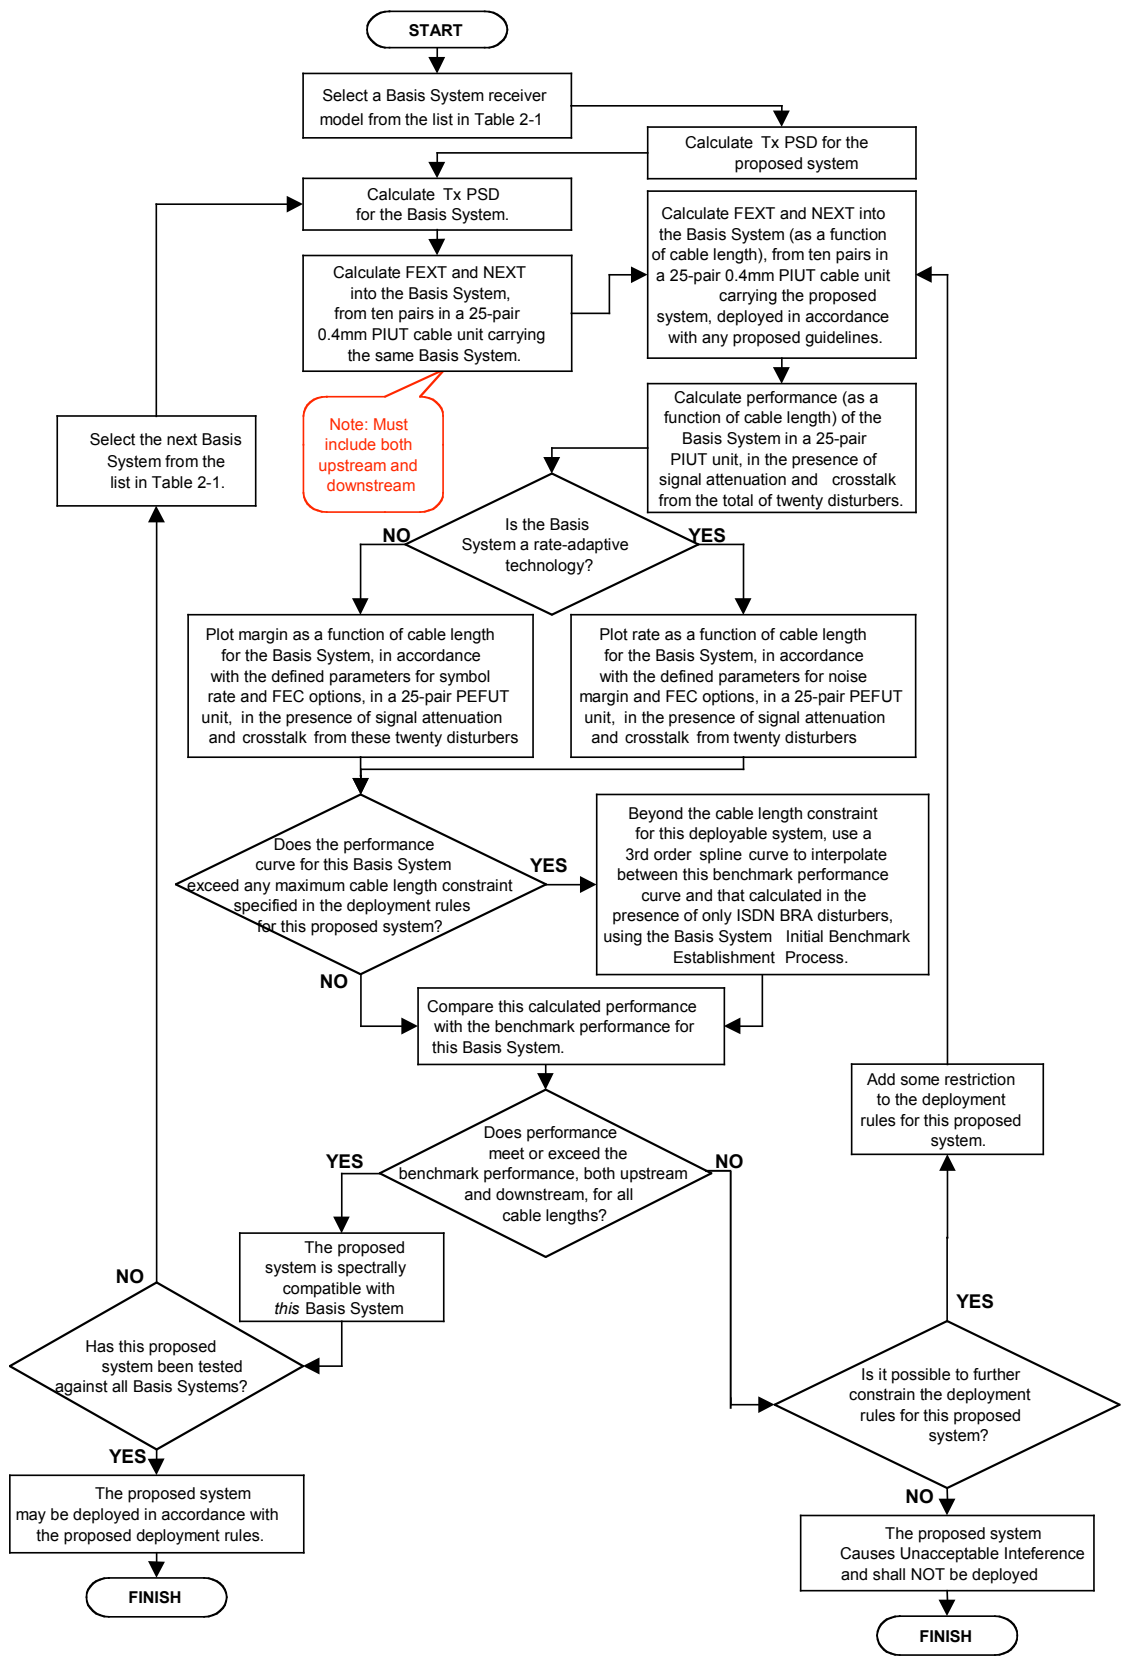 START
Select a Basis System receiver
model from the list in Table 2-1
Calculate Tx PSD for the
proposed system
Calculate Tx PSD
for the Basis System.
Calculate FEXT and NEXT into
the Basis System (as a function
of cable length), from ten pairs in
a 25-pair 0.4mm PIUT cable unit
carrying the proposed
system, deployed in accordance
with any proposed guidelines.
Calculate FEXT and NEXT
into the Basis System,
from ten pairs in a 25-pair
0.4mm PIUT cable unit carrying
the same Basis System.
Note: Must
include both
upstream and
downstream
Calculate performance (as a
function of cable length) of the
Basis System in a 25-pair
PIUT unit, in the presence of
signal attenuation and crosstalk
from the total of twenty disturbers.
Select the next Basis
System from the
list in Table 2-1.
Is the Basis
System a rate-adaptive
technology?
NO
YES
Plot margin as a function of cable length
for the Basis System, in accordance
with the defined parameters for symbol
rate and FEC options, in a 25-pair PEFUT
unit, in the presence of signal attenuation
and crosstalk from these twenty disturbers
Plot rate as a function of cable length
for the Basis System, in accordance
with the defined parameters for noise
margin and FEC options, in a 25-pair PEFUT
unit, in the presence of signal attenuation
and crosstalk from twenty disturbers
Does the performance
curve for this Basis System
exceed any maximum cable length constraint
specified in the deployment rules
for this proposed system?
YES
NO
Beyond the cable length constraint
for this deployable system, use a
3rd order spline curve to interpolate
between this benchmark performance
curve and that calculated in the
presence of only ISDN BRA disturbers,
using the Basis System Initial Benchmark
Establishment Process.
Compare this calculated performance
with the benchmark performance for
this Basis System.
Add some restriction
to the deployment
rules for this proposed
system.
Does performance
meet or exceed the
benchmark performance, both upstream
and downstream, for all
cable lengths?
YES
NO
The proposed
system is spectrally
compatible with
this Basis System
NO
Has this proposed
system been tested
against all Basis Systems?
YES
YES
Is it possible to further
constrain the deployment
rules for this proposed
system?
NO
The proposed system
may be deployed in accordance with
the proposed deployment rules.
FINISH
The proposed system
Causes Unacceptable Inteference
and shall NOT be deployed
FINISH